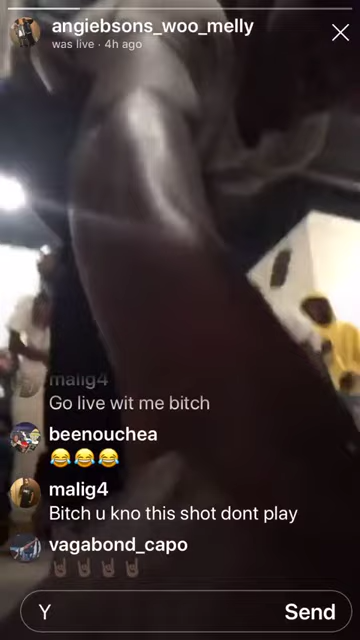 angiebsons_woo_melly
was live · 4h ago
malig4
Go live wit me bitch
beenouchea
😂😂😂
malig4
Bitch u kno this shot dont play
vagabond_capo
🤘🏿🤘🏿🤘🏿🤘🏿
Y
Send